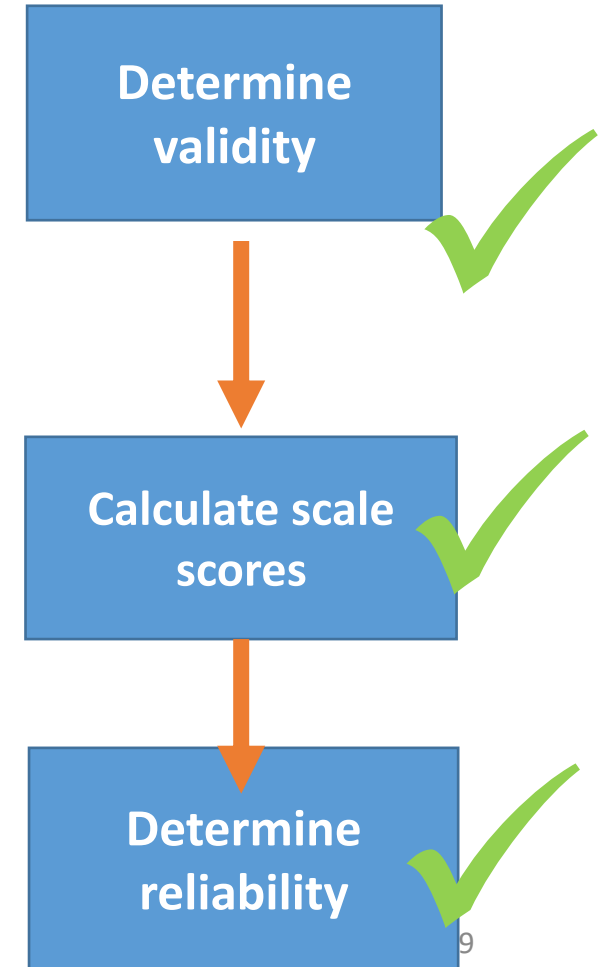 Determine
validity
Calculate scale
scores
Determine
reliability
9